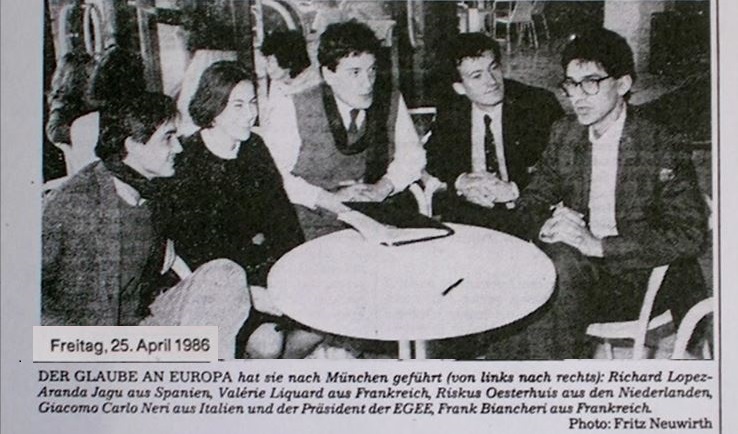 Freitag, 25. April 1986
DER GLAUBE AN EUROPA hat sie nach München geführt (von links nach rechts): Richard Lopez-
Aranda Jagu aus Spanien, Valérie Liquard aus Frankreich, Riskus Oesterhuis aus den Niederlanden,
Giacomo Carlo Neri aus Italien und der Präsident der EGEE, Frank Biancheri aus Frankreich.
Photo: Fritz Neuwirth